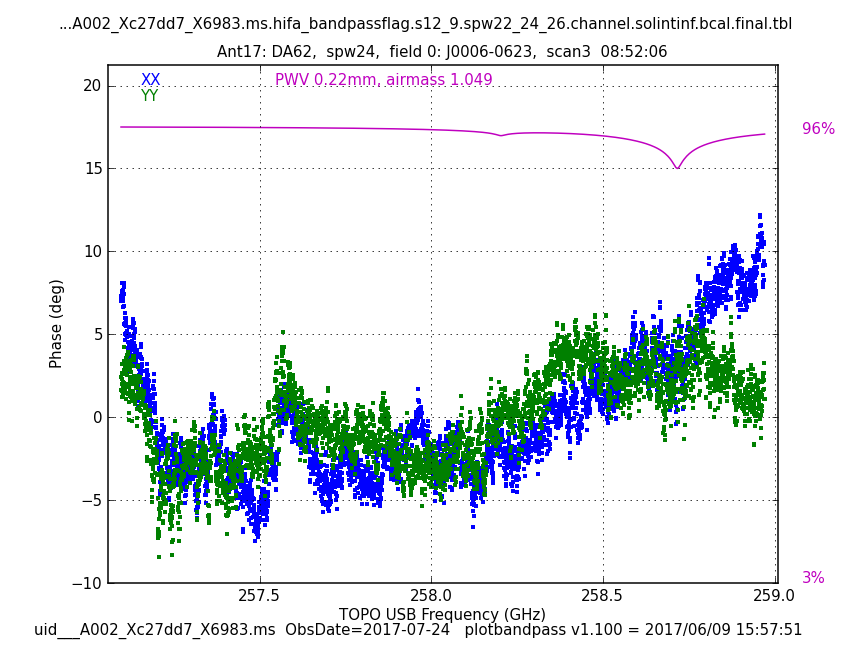 ...A002_Xc27dd7_X6983.ms.hifa_bandpassflag.s12_9.spw22_24_26.channel.solintinf.bcal.final.tbl
Ant17: DA62,  spw24,  field 0: J0006-0623,  scan3  08:52:06
XX
YY
PWV 0.22mm, airmass 1.049
96%
3%
Phase (deg)
20
15
10
5
0
−5
−10
257.5
258.0
258.5
259.0
TOPO USB Frequency (GHz)
uid___A002_Xc27dd7_X6983.ms  ObsDate=2017-07-24   plotbandpass v1.100 = 2017/06/09 15:57:51